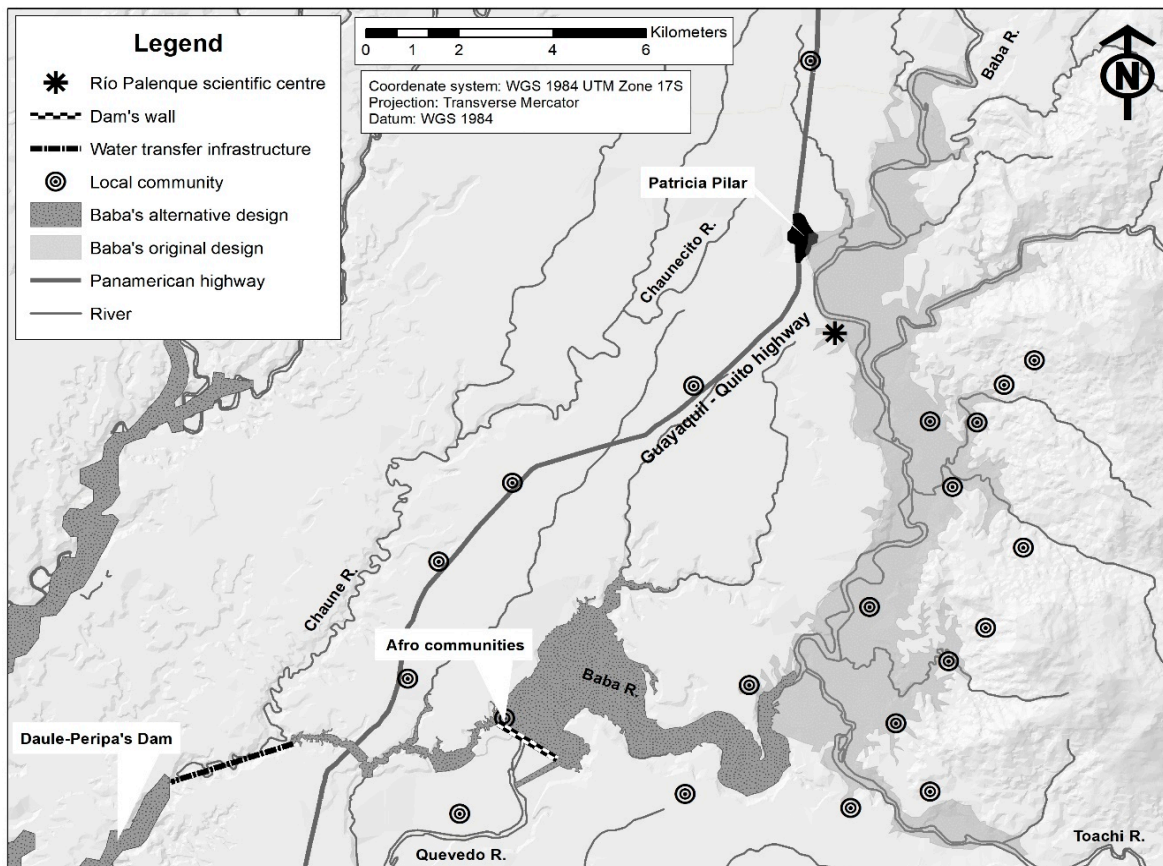 Legend
Río Palenque scientific centre
Dam's wall
Water transfer infrastructure
Local community
Baba's alternative design
Baba's original design
Panamerican highway
River
Kilometers
0 1 2 4 6
Coordenate system: WGS 1984 UTM Zone 17S
Projection: Transverse Mercator
Datum: WGS 1984
N
Baba R.
Patricia Pilar
Chaunecito R.
Guayaquil - Quito highway
Chaune R.
Afro communities
Baba R.
Daule-Peripa's Dam
Quevedo R.
Toachi R.